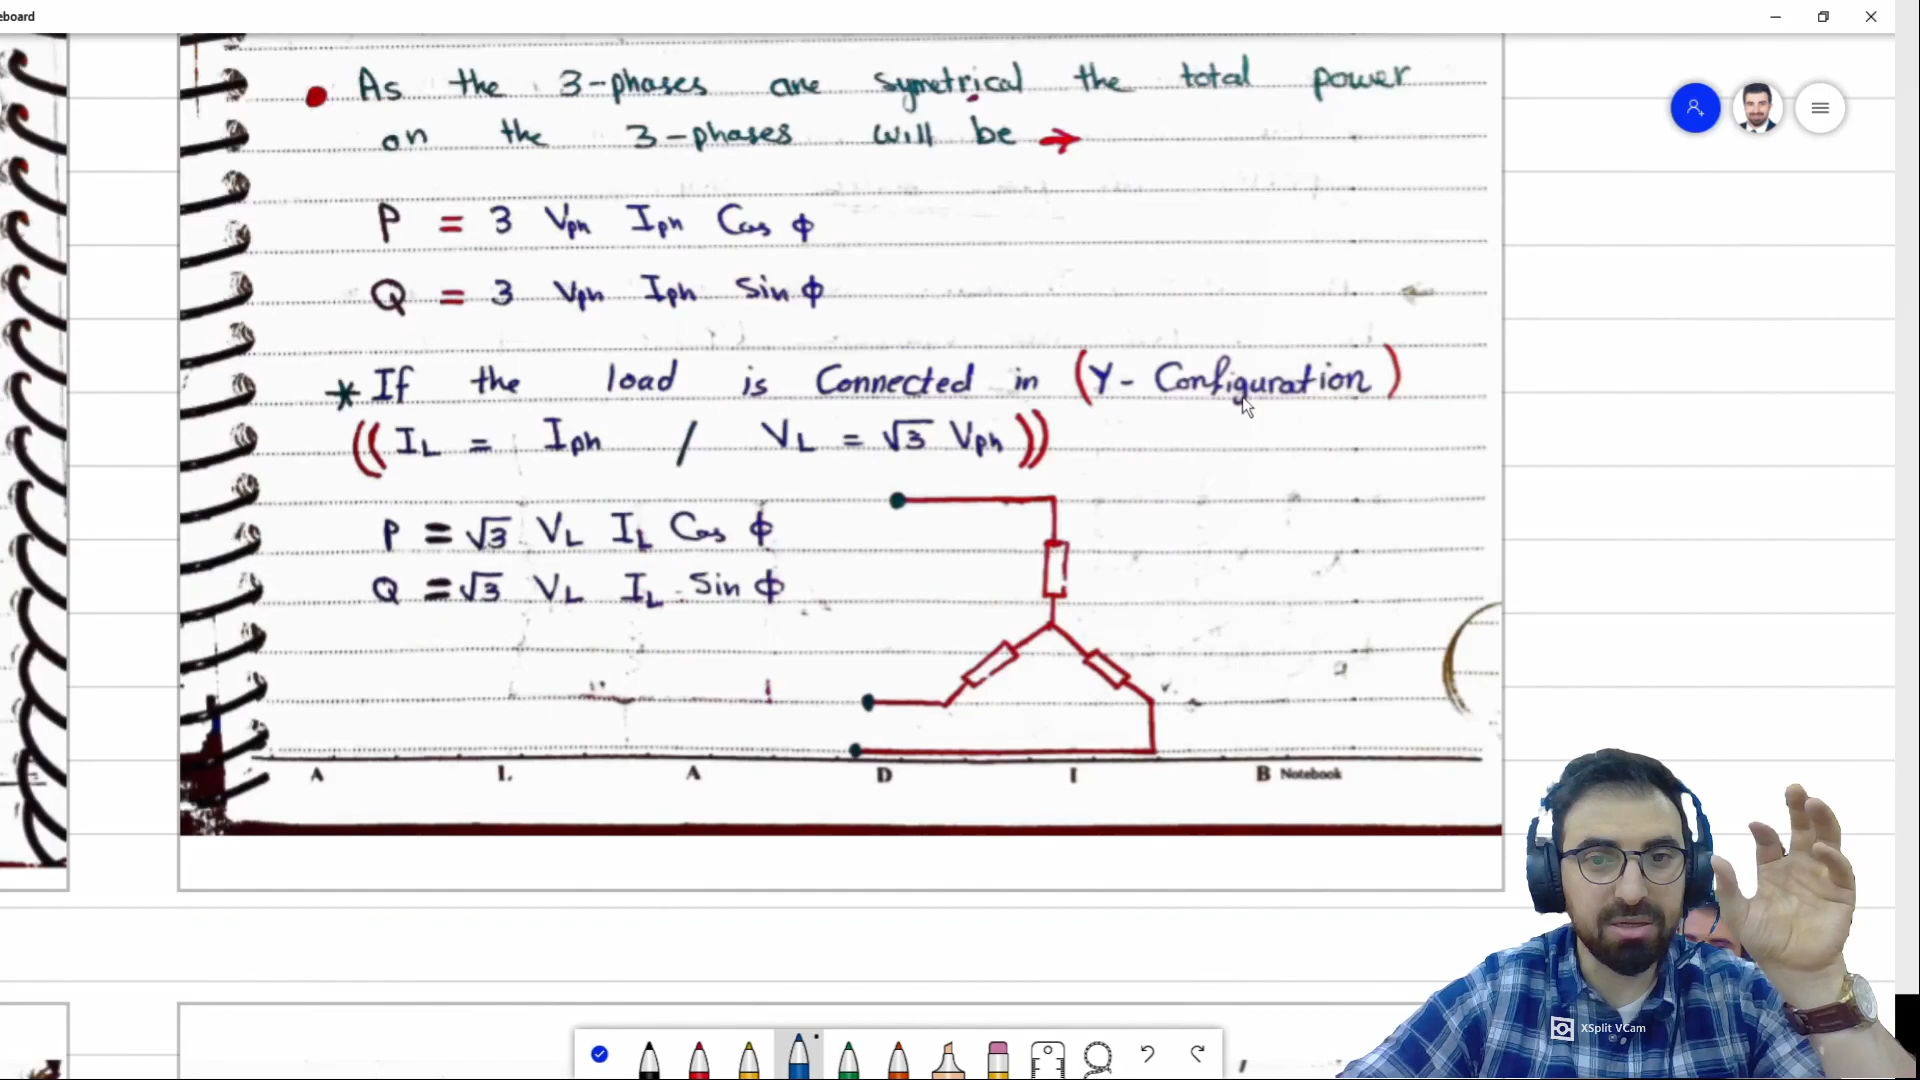 eboard
As the 3-phases are symetrical the total power
on the 3-phases will be →
P = 3 Vph Iph Cos ϕ
Q = 3 Vph Iph Sin ϕ
* If the load is Connected in (Y- Configuration)
(( IL = Iph / VL = √3 Vph ))
P = √3 VL IL Cos ϕ
Q = √3 VL IL Sin ϕ
A L A D I B Notebook
XSplit VCam